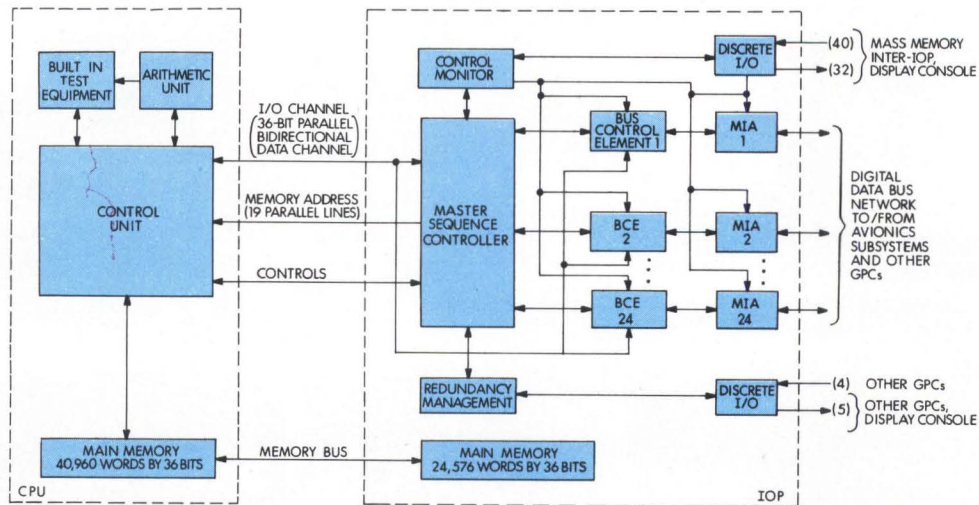 BUILT IN
TEST
EQUIPMENT
ARITHMETIC
UNIT
CONTROL
UNIT
MAIN MEMORY
40,960 WORDS BY 36 BITS
CPU
I/O CHANNEL
(36-BIT PARALLEL
BIDIRECTIONAL
DATA CHANNEL)
MEMORY ADDRESS
(19 PARALLEL LINES)
CONTROLS
MEMORY BUS
CONTROL
MONITOR
MASTER
SEQUENCE
CONTROLLER
REDUNDANCY
MANAGEMENT
MAIN MEMORY
24,576 WORDS BY 36 BITS
BUS
CONTROL
ELEMENT 1
BCE
2
BCE
24
DISCRETE
I/O
MIA
1
MIA
2
MIA
24
DISCRETE
I/O
IOP
(40)
(32)
MASS MEMORY
INTER-IOP,
DISPLAY CONSOLE
DIGITAL
DATA BUS
NETWORK
TO/FROM
AVIONICS
SUBSYSTEMS
AND OTHER
GPCs
(4) OTHER GPCs
(5) OTHER GPCs,
DISPLAY CONSOLE